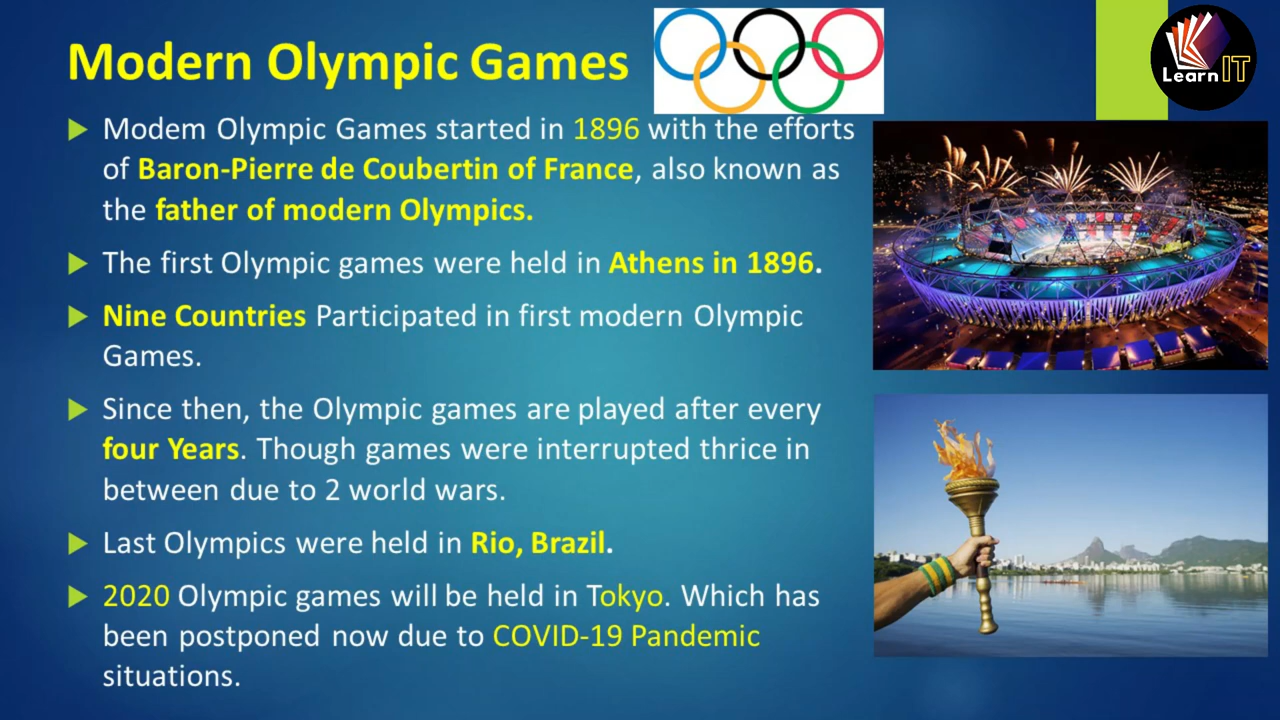 Modern Olympic Games
LearnIT
Modem Olympic Games started in 1896 with the efforts
of Baron-Pierre de Coubertin of France, also known as
the father of modern Olympics.
The first Olympic games were held in Athens in 1896.
Nine Countries Participated in first modern Olympic
Games.
Since then, the Olympic games are played after every
four Years. Though games were interrupted thrice in
between due to 2 world wars.
Last Olympics were held in Rio, Brazil.
2020 Olympic games will be held in Tokyo. Which has
been postponed now due to COVID-19 Pandemic
situations.